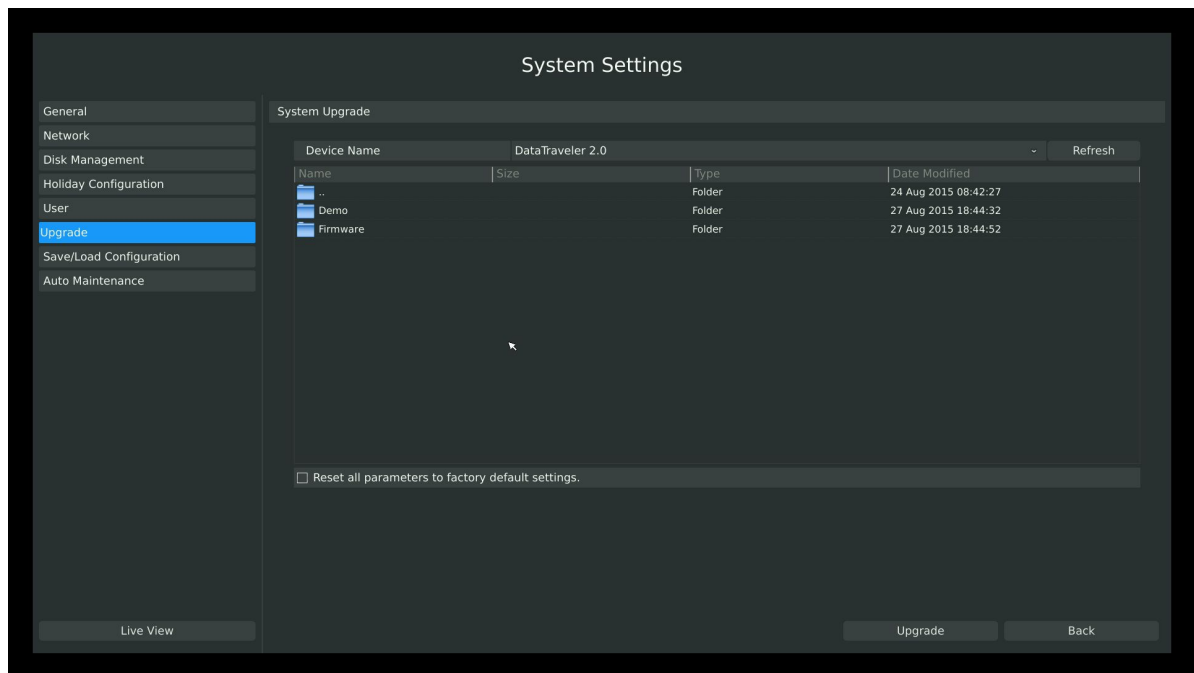 System Settings
General
Network
Disk Management
Holiday Configuration
User
Upgrade
Save/Load Configuration
Auto Maintenance
Live View
System Upgrade
Device Name DataTraveler 2.0 Refresh
Name Size Type Date Modified
.. Folder 24 Aug 2015 08:42:27
Demo Folder 27 Aug 2015 18:44:32
Firmware Folder 27 Aug 2015 18:44:52
Reset all parameters to factory default settings.
Upgrade Back